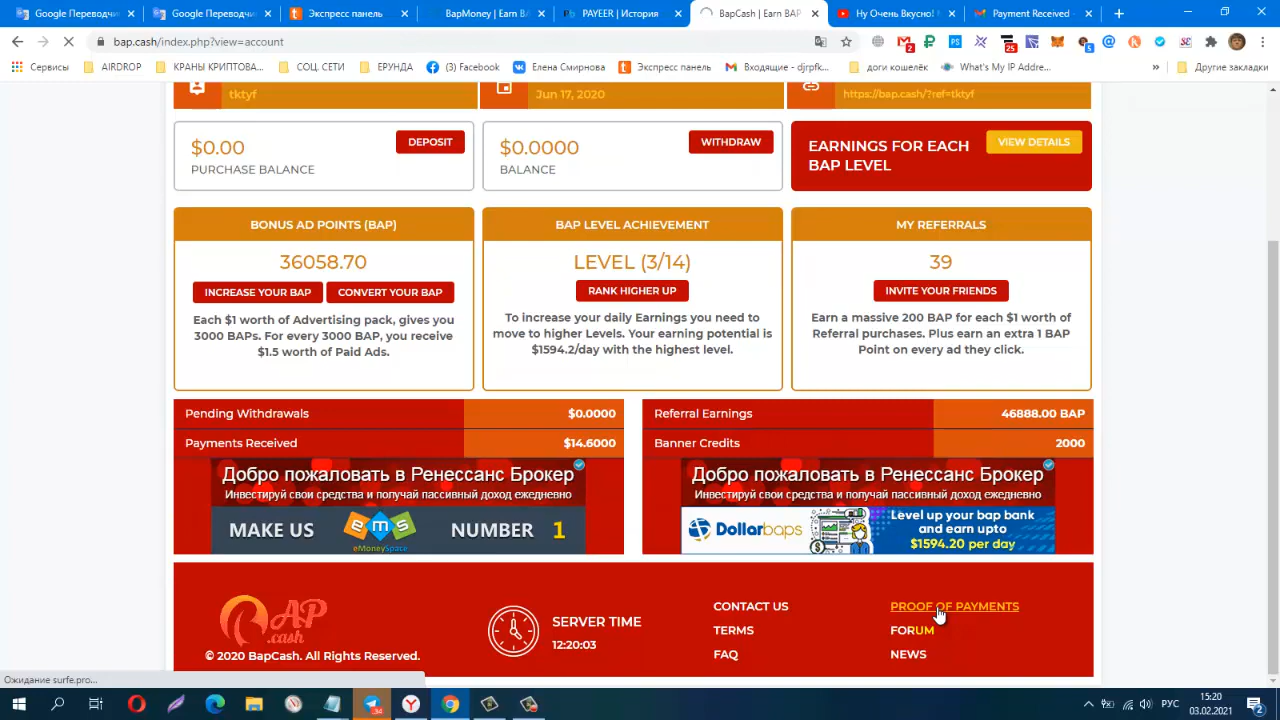 Google Переводчик
Google Переводчик
Экспресс панель
BapMoney | Earn BA
PAYEER | История
BapCash | Earn BAP
Ну Очень Вкусно!
Payment Received -
bap.cash/index.php?view=account
Сервисы
AIRDROP
КРАНЫ КРИПТОВА...
СОЦ. СЕТИ
ЕРУНДА
(3) Facebook
Елена Смирнова
Экспресс панель
Входящие - djrpfk...
доги кошелёк
What's My IP Addre...
»
Другие закладки
tktyf
Jun 17, 2020
https://bap.cash/?ref=tktyf
$0.00
PURCHASE BALANCE
DEPOSIT
$0.0000
BALANCE
WITHDRAW
EARNINGS FOR EACH
BAP LEVEL
VIEW DETAILS
BONUS AD POINTS (BAP)
36058.70
INCREASE YOUR BAP
CONVERT YOUR BAP
Each $1 worth of Advertising pack, gives you
3000 BAPs. For every 3000 BAP, you receive
$1.5 worth of Paid Ads.
BAP LEVEL ACHIEVEMENT
LEVEL (3/14)
RANK HIGHER UP
To increase your daily Earnings you need to
move to higher Levels. Your earning potential is
$1594.2/day with the highest level.
MY REFERRALS
39
INVITE YOUR FRIENDS
Earn a massive 200 BAP for each $1 worth of
Referral purchases. Plus earn an extra 1 BAP
Point on every ad they click.
Pending Withdrawals $0.0000
Payments Received $14.6000
Referral Earnings 46888.00 BAP
Banner Credits 2000
Добро пожаловать в Ренессанс Брокер
Инвестируй свои средства и получай пассивный доход ежедневно
MAKE US
eMs
eMoneySpace
NUMBER 1
Добро пожаловать в Ренессанс Брокер
Инвестируй свои средства и получай пассивный доход ежедневно
Dollarbaps
Level up your bap bank
and earn upto
$1594.20 per day
BAP
.cash
© 2020 BapCash. All Rights Reserved.
SERVER TIME
12:20:03
CONTACT US
TERMS
FAQ
PROOF OF PAYMENTS
FORUM
NEWS
Ожидание surfe.pro...
РУС
15:20
03.02.2021
2